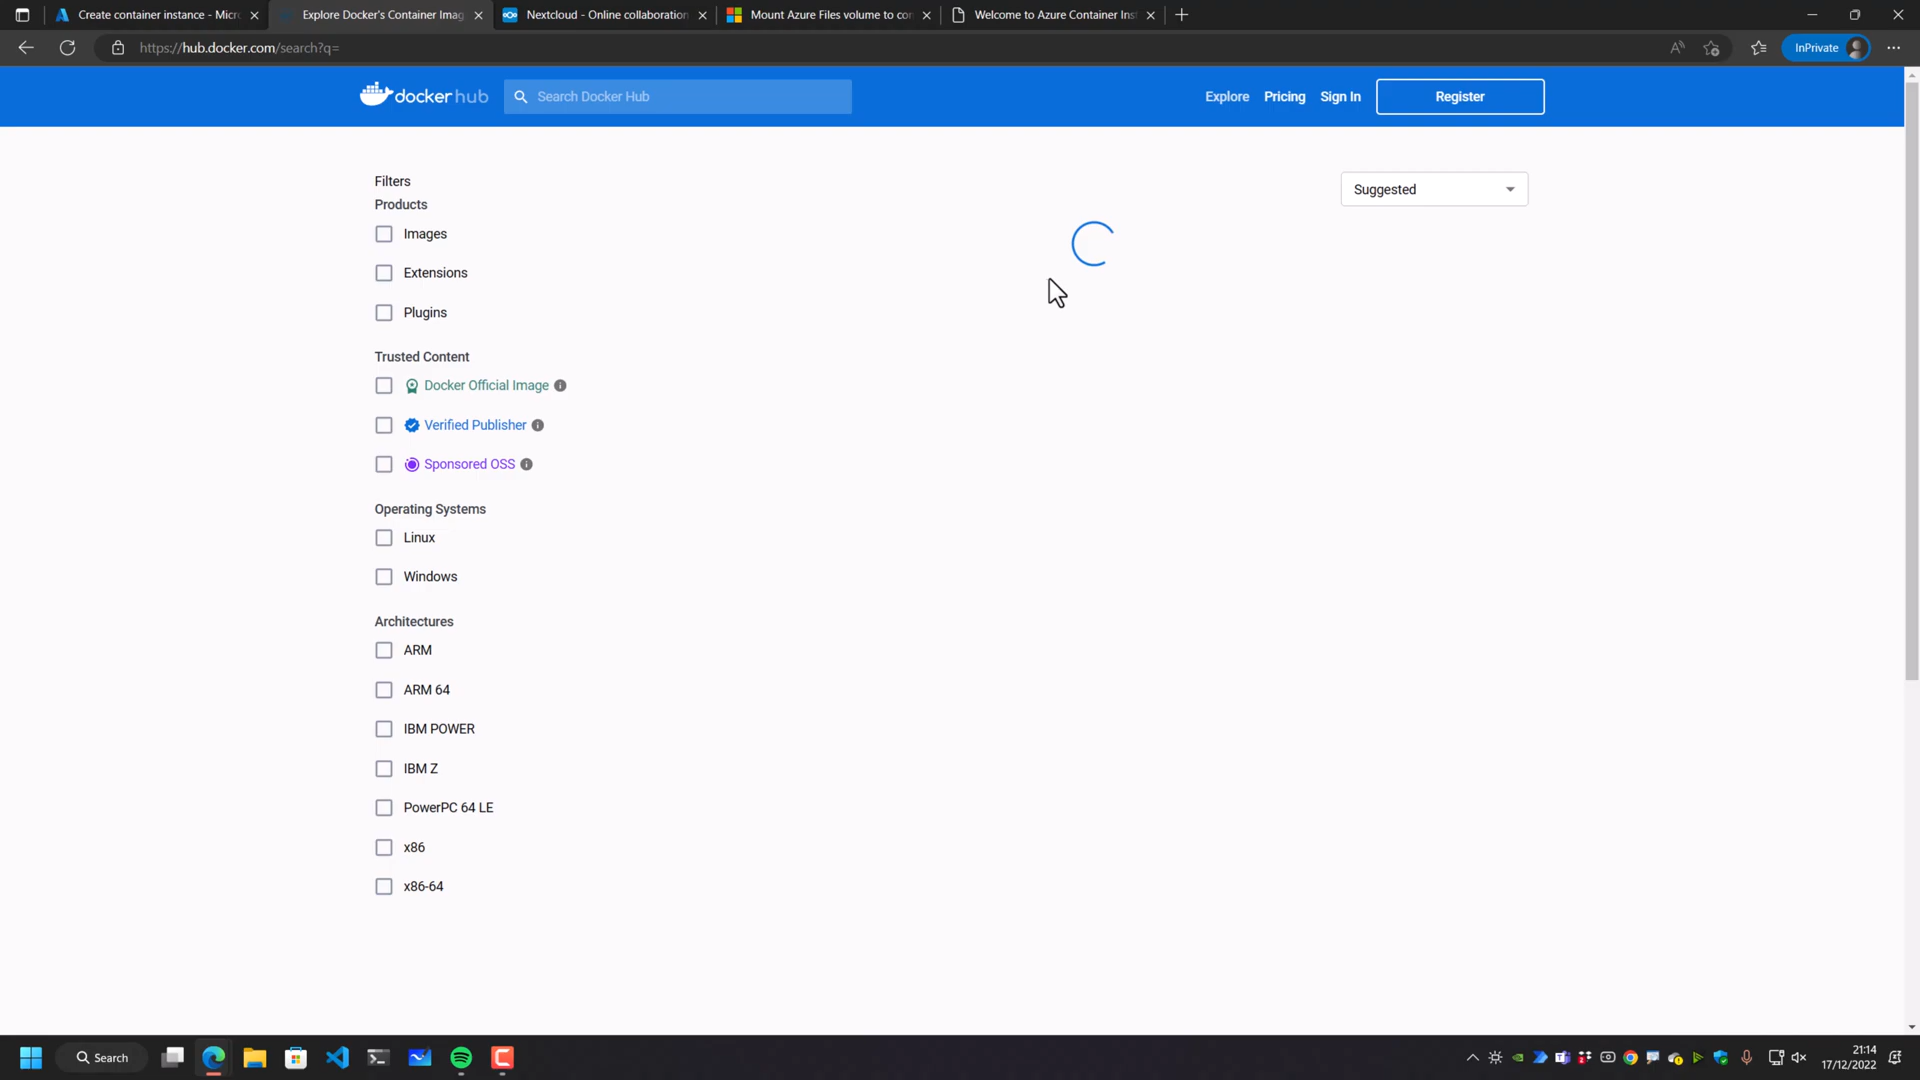 Create container instance - Micr
Explore Docker's Container Imag
Nextcloud - Online collaboration
Mount Azure Files volume to con
Welcome to Azure Container Inst
https://hub.docker.com/search?q=
InPrivate
docker hub
Search Docker Hub
Explore
Pricing
Sign In
Register
Filters
Suggested
Products
Images
Extensions
Plugins
Trusted Content
Docker Official Image
Verified Publisher
Sponsored OSS
Operating Systems
Linux
Windows
Architectures
ARM
ARM 64
IBM POWER
IBM Z
PowerPC 64 LE
x86
x86-64
Search
21:14
17/12/2022